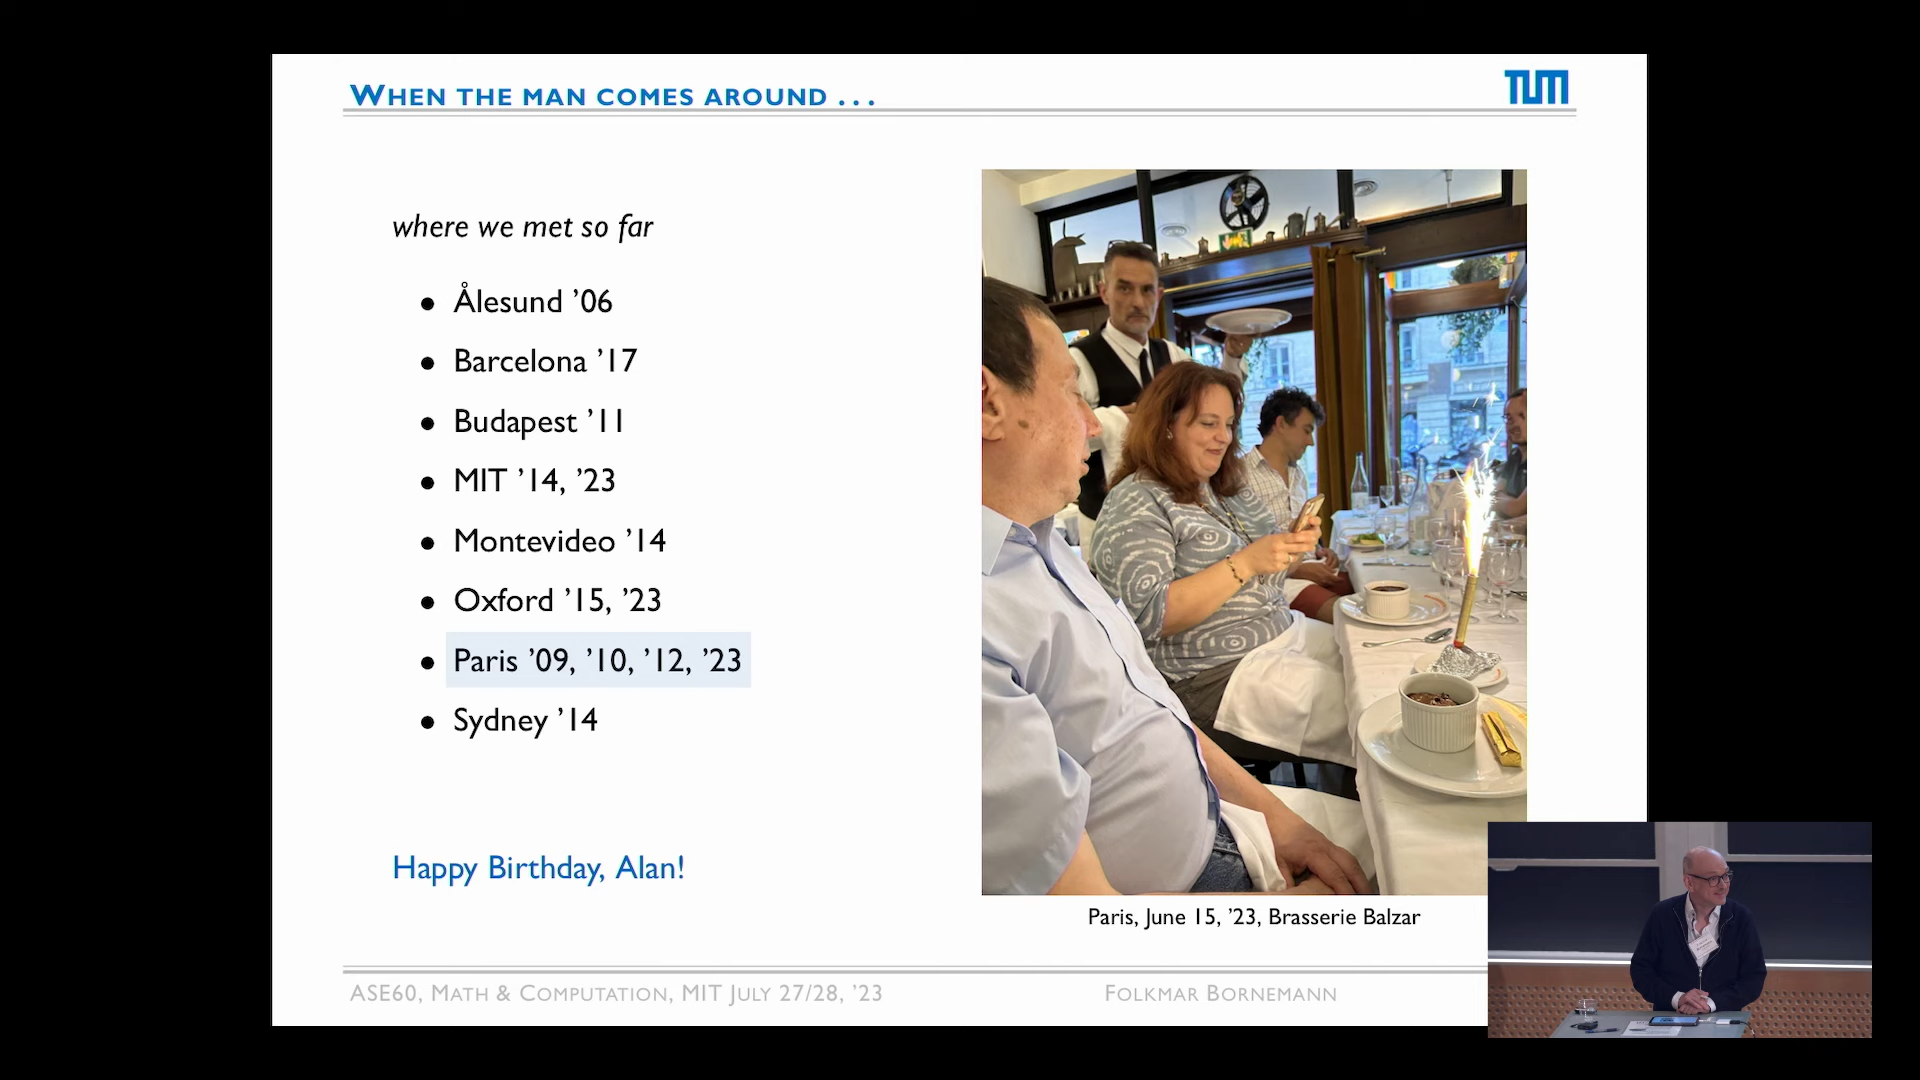 WHEN THE MAN COMES AROUND . . .
TUM
where we met so far
• Ålesund ’06
• Barcelona ’17
• Budapest ’11
• MIT ’14, ’23
• Montevideo ’14
• Oxford ’15, ’23
• Paris ’09, ’10, ’12, ’23
• Sydney ’14
Happy Birthday, Alan!
Paris, June 15, ’23, Brasserie Balzar
ASE60, MATH & COMPUTATION, MIT JULY 27/28, ’23
FOLKMAR BORNEMANN